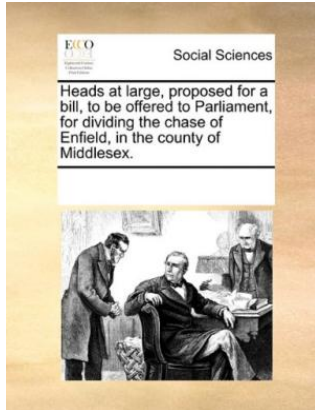 ECCO
Social Sciences
Heads at large, proposed for a
bill, to be offered to Parliament,
for dividing the chase of
Enfield, in the county of
Middlesex.